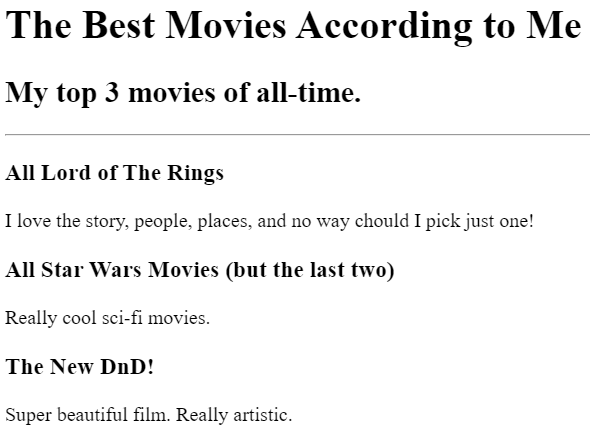 The Best Movies According to Me
My top 3 movies of all-time.
All Lord of The Rings
I love the story, people, places, and no way chould I pick just one!
All Star Wars Movies (but the last two)
Really cool sci-fi movies.
The New DnD!
Super beautiful film. Really artistic.